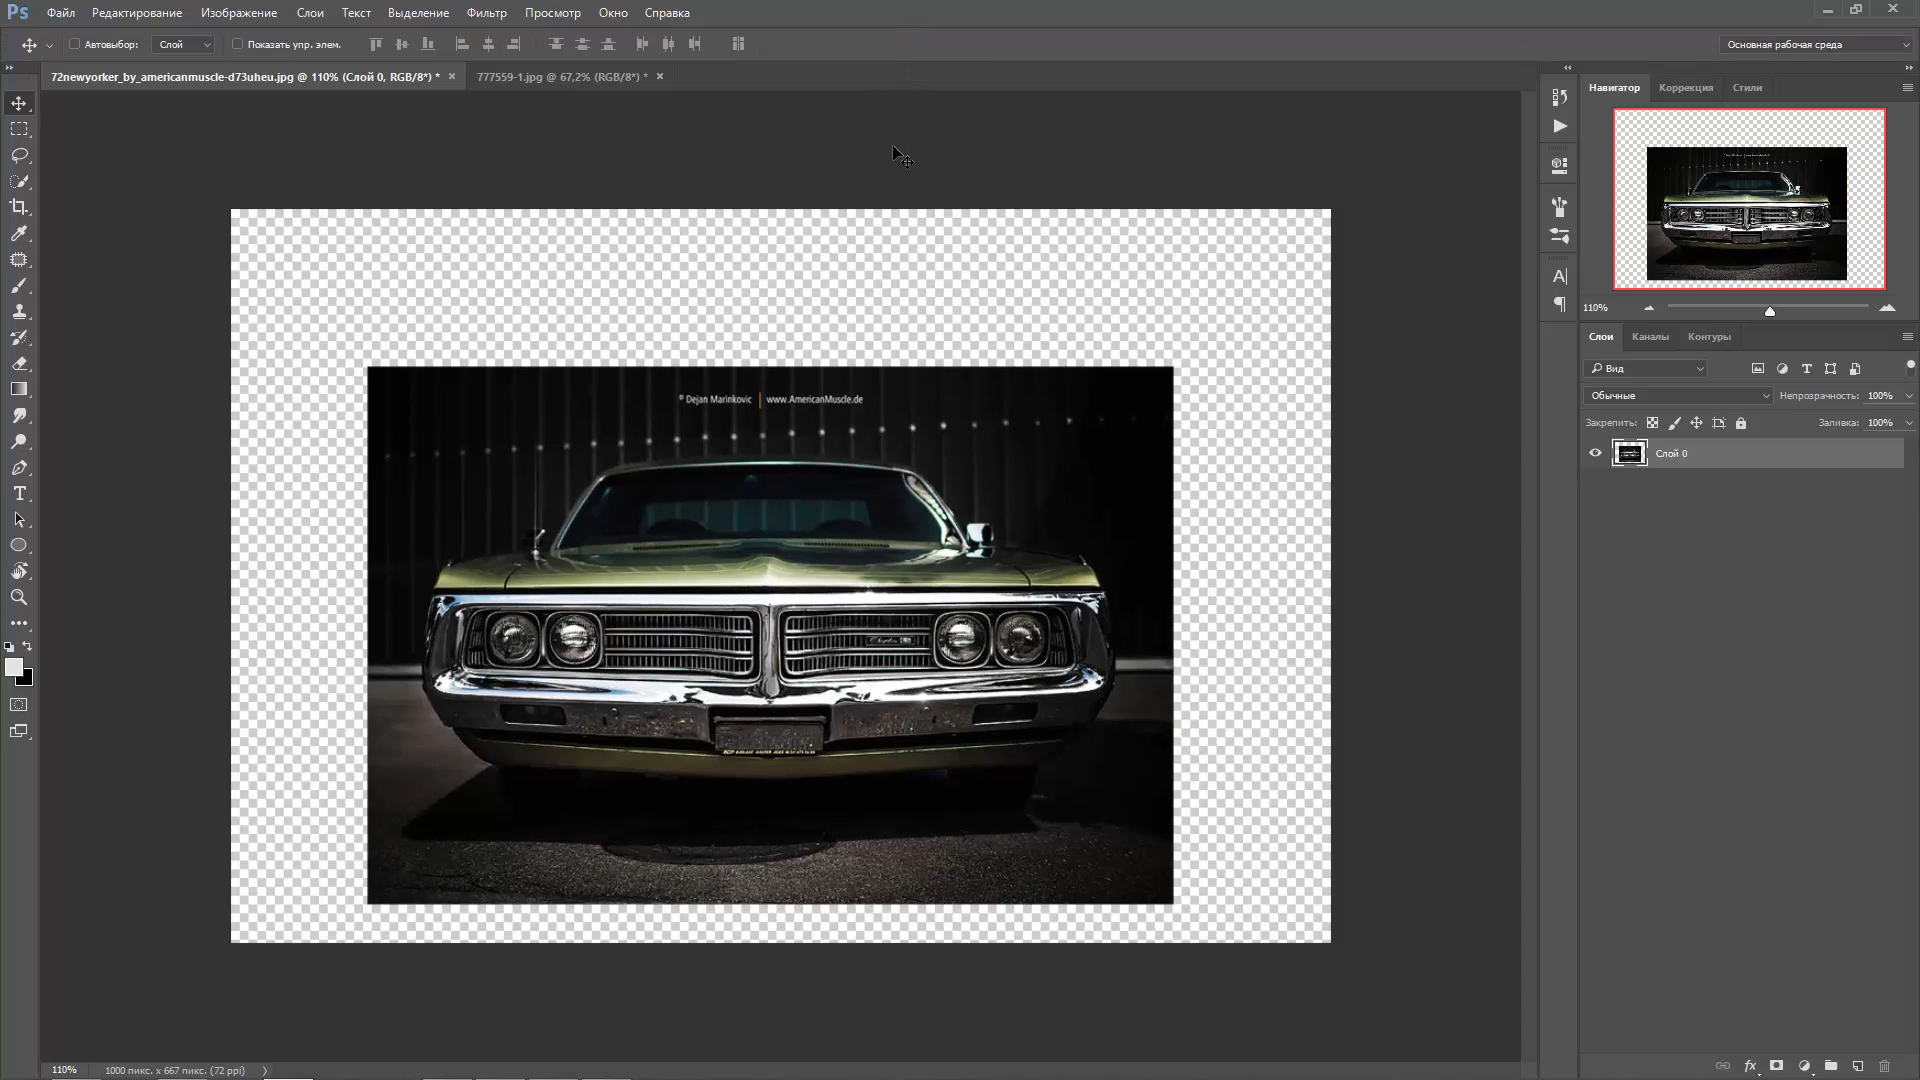 Ps Файл Редактирование Изображение Слои Текст Выделение Фильтр Просмотр Окно Справка
Автовыбор: Слой Показать упр. элем. Основная рабочая среда
72newyorker_by_americanmuscle-d73uheu.jpg @ 110% (Слой 0, RGB/8*) * 777559-1.jpg @ 67,2% (RGB/8*) *
Навигатор Коррекция Стили
110%
Слои Каналы Контуры
Вид
Обычные Непрозрачность: 100%
Закрепить: Заливка: 100%
Слой 0
© Dejan Marinkovic | www.AmericanMuscle.de
110% 1000 пикс. x 667 пикс. (72 ppi)